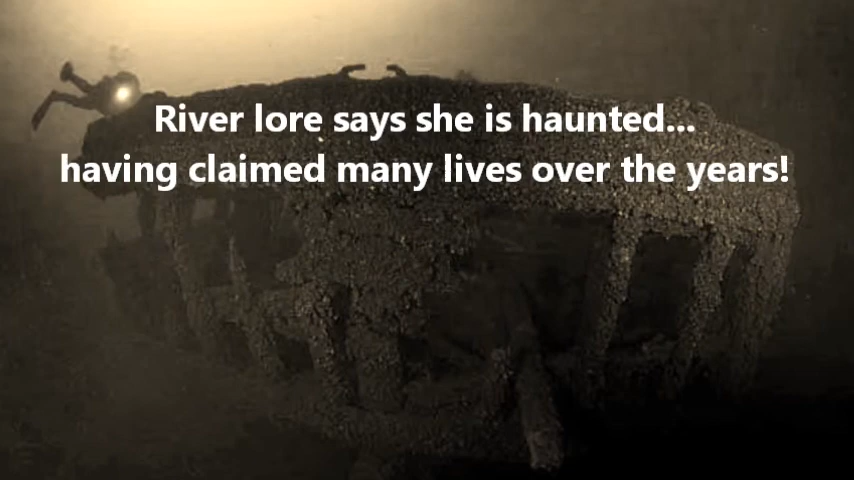 River lore says she is haunted...
having claimed many lives over the years!